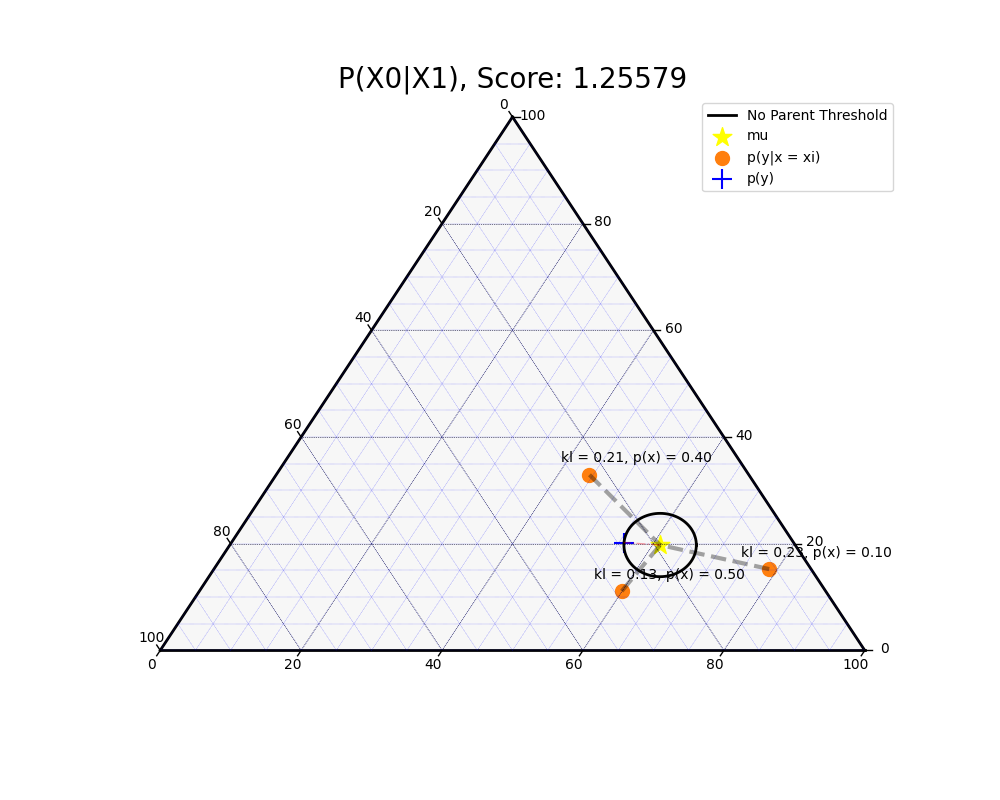 P(X0|X1), Score: 1.25579
No Parent Threshold
mu
p(y|x = xi)
p(y)
0
100
20
80
40
60
kl = 0.21, p(x) = 0.40
60
40
80
20
kl = 0.23, p(x) = 0.10
kl = 0.13, p(x) = 0.50
100
0
0
20
40
60
80
100